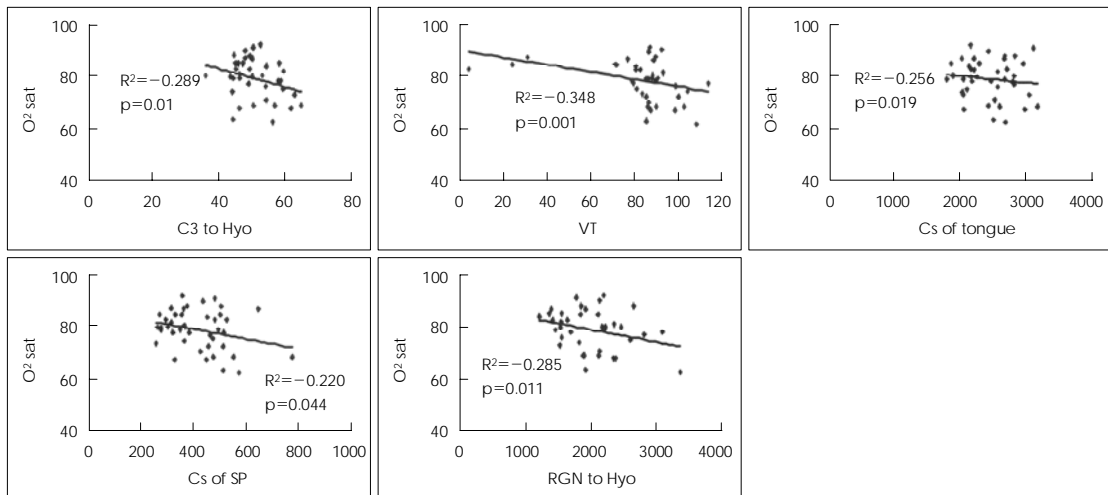 100
80
60
40
O² sat
R²=−0.289
p=0.01
0 20 40 60 80
C3 to Hyo
100
80
60
40
O² sat
R²=−0.348
p=0.001
0 20 40 60 80 100 120
VT
100
80
60
40
O² sat
R²=−0.256
p=0.019
0 1000 2000 3000 4000
Cs of tongue
100
80
60
40
O² sat
R²=−0.220
p=0.044
0 200 400 600 800 1000
Cs of SP
100
80
60
40
O² sat
R²=−0.285
p=0.011
0 1000 2000 3000 4000
RGN to Hyo